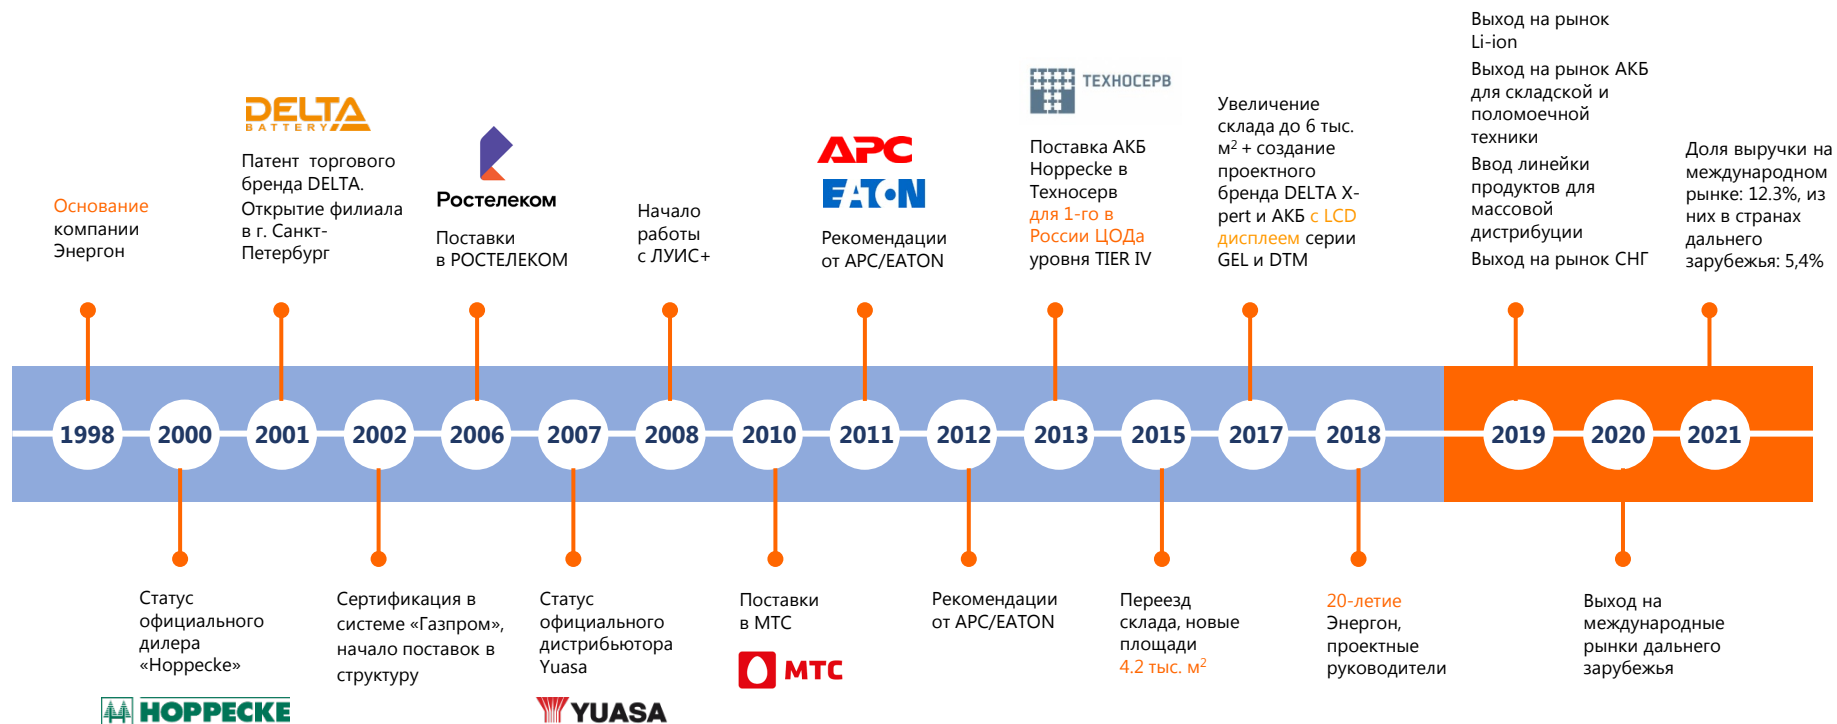 Основание
компании
Энергон
DELTA
BATTERY
Патент торгового
бренда DELTA.
Открытие филиала
в г. Санкт-
Петербург
Ростелеком
Поставки
в РОСТЕЛЕКОМ
Начало
работы
с ЛУИС+
APC
EATON
Рекомендации
от APC/EATON
ТЕХНОСЕРВ
Поставка АКБ
Hoppecke в
Техносерв
для 1-го в
России ЦОДа
уровня TIER IV
Увеличение
склада до 6 тыс.
м² + создание
проектного
бренда DELTA X-
pert и АКБ с LCD
дисплеем серии
GEL и DTM
Выход на рынок
Li-ion
Выход на рынок АКБ
для складской и
поломоечной
техники
Ввод линейки
продуктов для
массовой
дистрибуции
Выход на рынок СНГ
Доля выручки на
международном
рынке: 12.3%, из
них в странах
дальнего
зарубежья: 5,4%
1998 2000 2001 2002 2006 2007 2008 2010 2011 2012 2013 2015 2017 2018 2019 2020 2021
Статус
официального
дилера
«Hoppecke»
HOPPECKE
Сертификация в
системе «Газпром»,
начало поставок в
структуру
Статус
официального
дистрибьютора
Yuasa
YUASA
Поставки
в МТС
МТС
Рекомендации
от APC/EATON
Переезд
склада, новые
площади
4.2 тыс. м²
20-летие
Энергон,
проектные
руководители
Выход на
международные
рынки дальнего
зарубежья